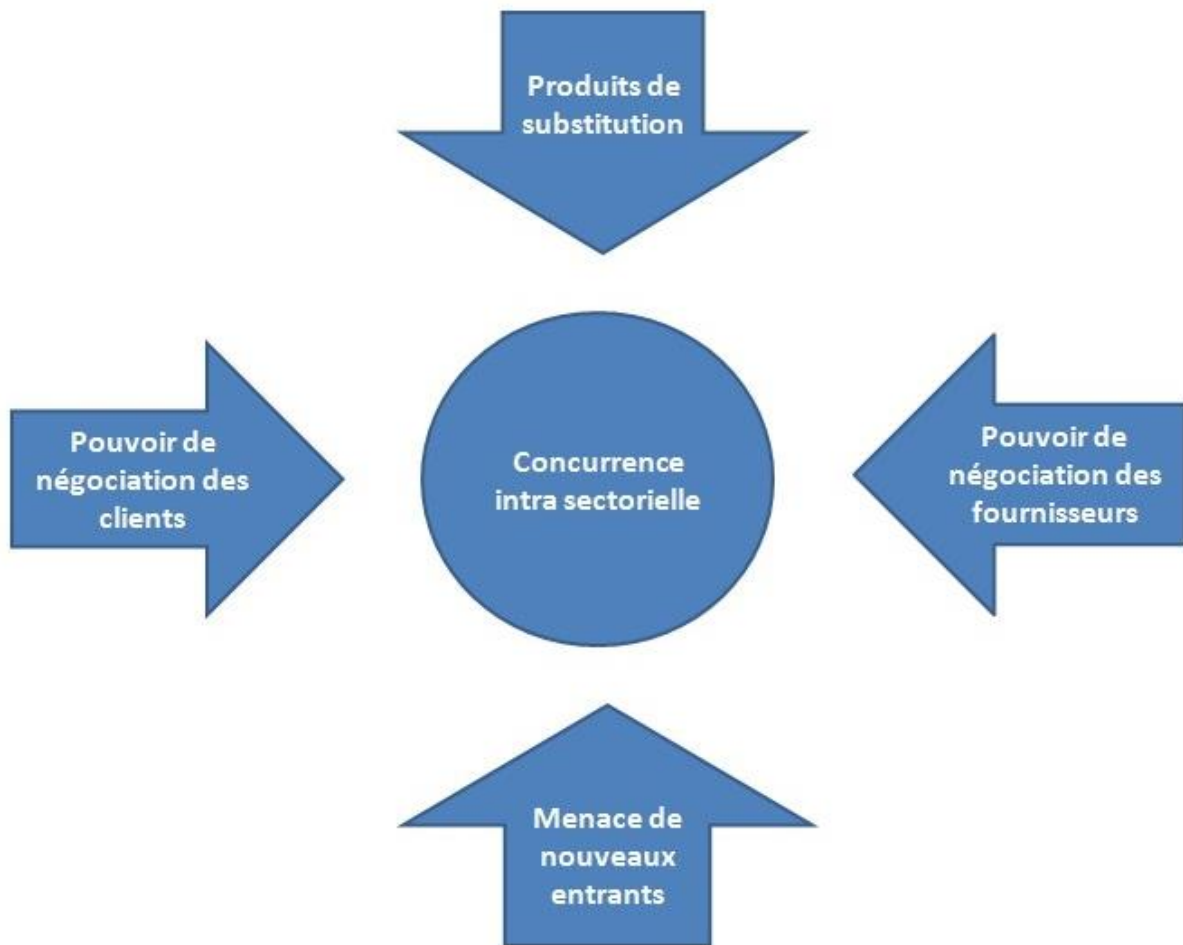 Produits de
substitution
Pouvoir de
négociation des
clients
Concurrence
intra sectorielle
Pouvoir de
négociation des
fournisseurs
Menace de
nouveaux
entrants